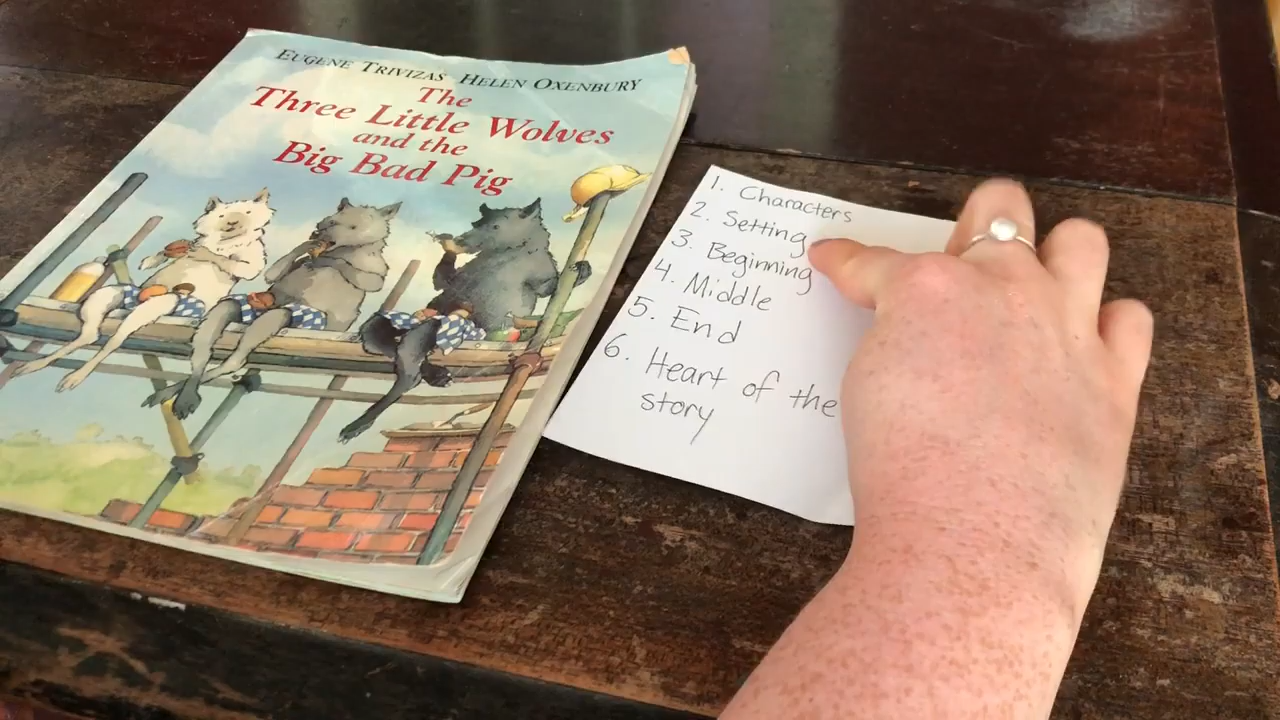 EUGENE TRIVIZAS HELEN OXENBURY
The
Three Little Wolves
and the
Big Bad Pig
1. Characters
2. Setting
3. Beginning
4. Middle
5. End
6. Heart of the
story